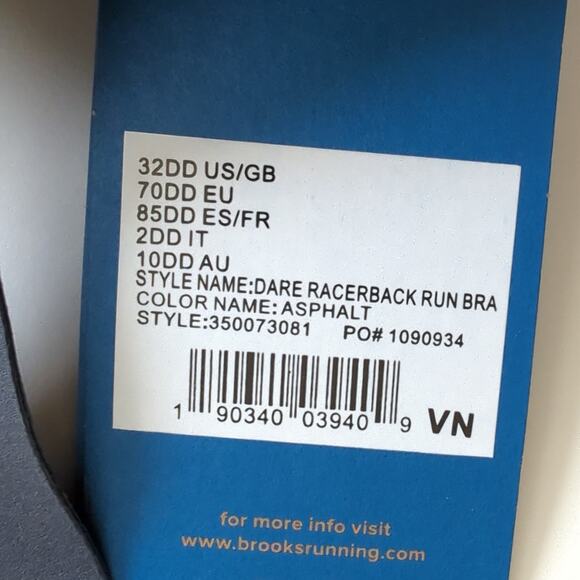 32DD US/GB
70DD EU
85DD ES/FR
2DD IT
10DD AU
STYLE NAME:DARE RACERBACK RUN BRA
COLOR NAME: ASPHALT
STYLE:350073081 PO# 1090934
1 90340 03940 9 VN
for more info visit
www.brooksrunning.com